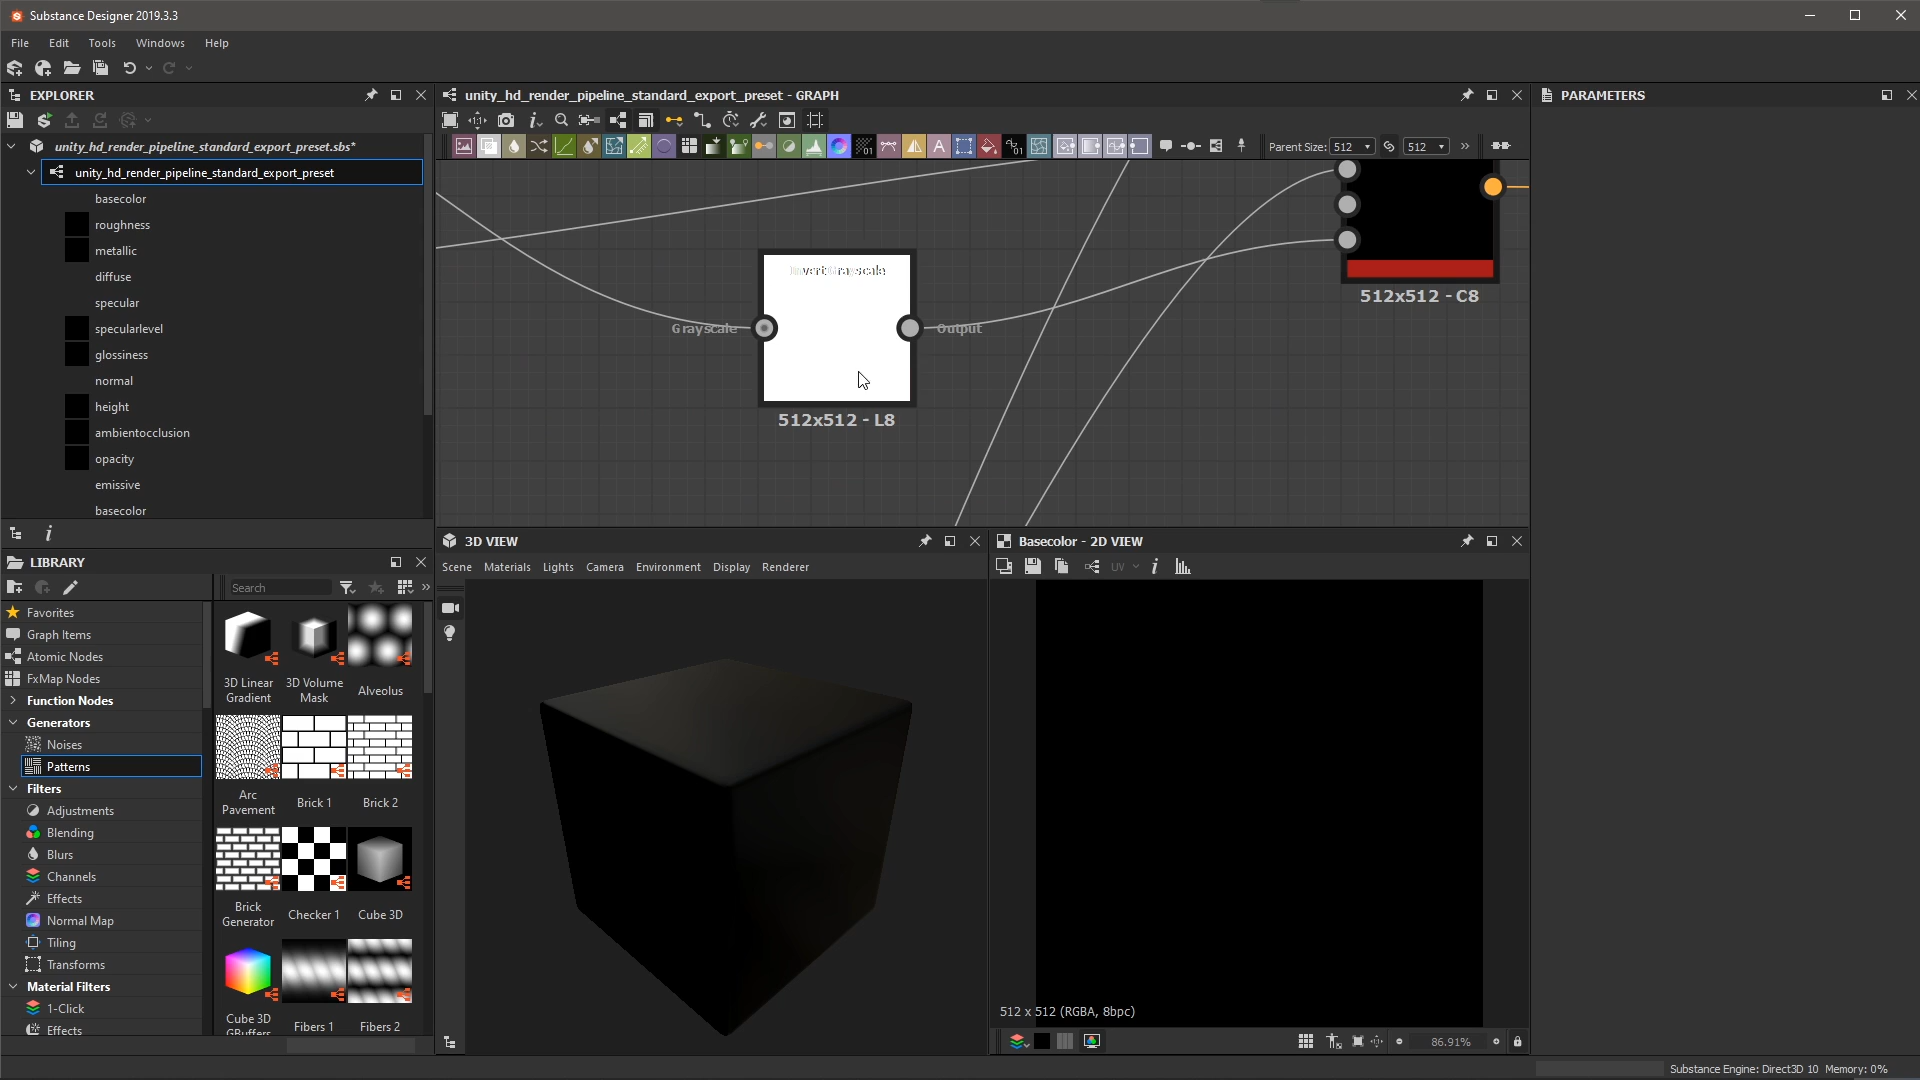 Substance Designer 2019.3.3
File Edit Tools Windows Help
EXPLORER
unity_hd_render_pipeline_standard_export_preset.sbs*
unity_hd_render_pipeline_standard_export_preset
basecolor
roughness
metallic
diffuse
specular
specularlevel
glossiness
normal
height
ambientocclusion
opacity
emissive
basecolor
unity_hd_render_pipeline_standard_export_preset - GRAPH
Parent Size: 512 512
Invert Grayscale
Grayscale
Output
512x512 - L8
512x512 - C8
PARAMETERS
LIBRARY
Search
Favorites
Graph Items
Atomic Nodes
FxMap Nodes
Function Nodes
Generators
Noises
Patterns
Filters
Adjustments
Blending
Blurs
Channels
Effects
Normal Map
Tiling
Transforms
Material Filters
1-Click
Effects
3D Linear Gradient
3D Volume Mask
Alveolus
Arc Pavement
Brick 1
Brick 2
Brick Generator
Checker 1
Cube 3D
Cube 3D GBuffers
Fibers 1
Fibers 2
3D VIEW
Scene Materials Lights Camera Environment Display Renderer
Basecolor - 2D VIEW
UV
512 x 512 (RGBA, 8bpc)
86.91%
Substance Engine: Direct3D 10 Memory: 0%